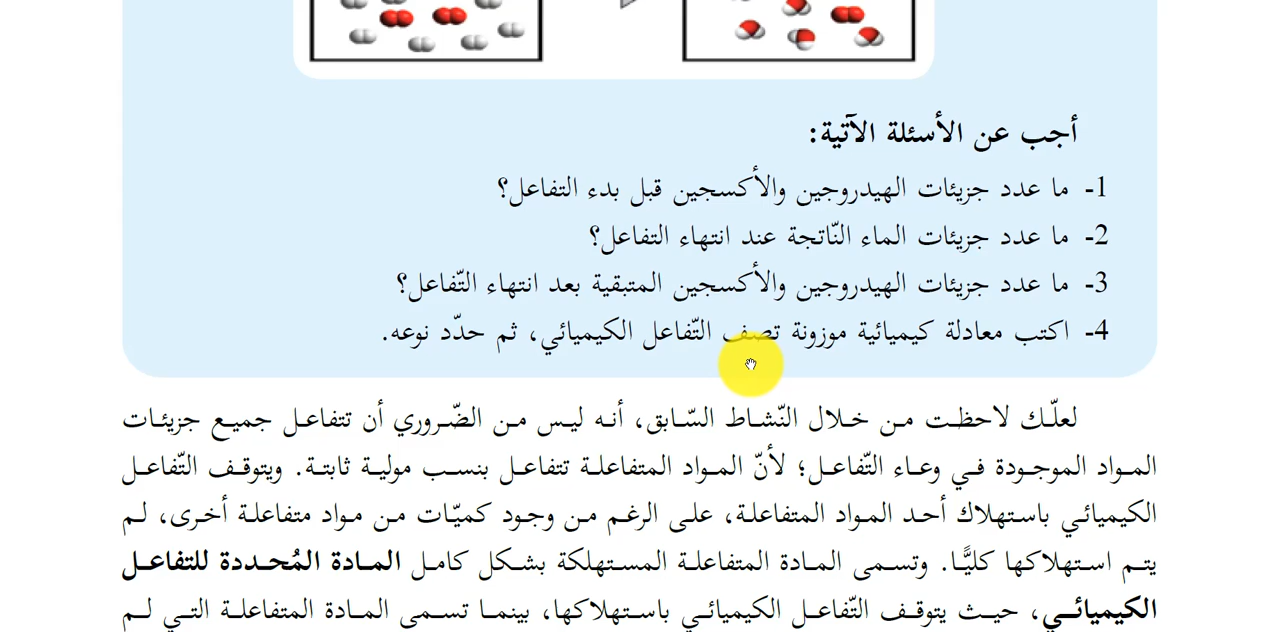 أجب عن الأسئلة الآتية:
1- ما عدد جزيئات الهيدروجين والأكسجين قبل بدء التفاعل؟
2- ما عدد جزيئات الماء النّاتجة عند انتهاء التفاعل؟
3- ما عدد جزيئات الهيدروجين والأكسجين المتبقية بعد انتهاء التّفاعل؟
4- اكتب معادلة كيميائية موزونة تصف التّفاعل الكيميائي، ثم حدّد نوعه.
لعلّك لاحظت من خلال النّشاط السّابق، أنه ليس من الضّروري أن تتفاعل جميع جزيئات
المواد الموجودة في وعاء التّفاعل؛ لأنّ المواد المتفاعلة تتفاعل بنسب مولية ثابتة. ويتوقف التّفاعل
الكيميائي باستهلاك أحد المواد المتفاعلة، على الرغم من وجود كميّات من مواد متفاعلة أخرى، لم
يتم استهلاكها كليًّا. وتسمى المادة المتفاعلة المستهلكة بشكل كامل المادة المُحددة للتفاعل
الكيميائي، حيث يتوقف التّفاعل الكيميائي باستهلاكها، بينما تسمى المادة المتفاعلة التي لم